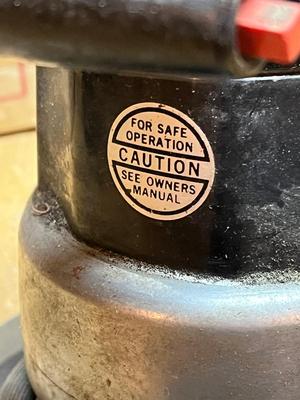 FOR SAFE
OPERATION
CAUTION
SEE OWNERS
MANUAL